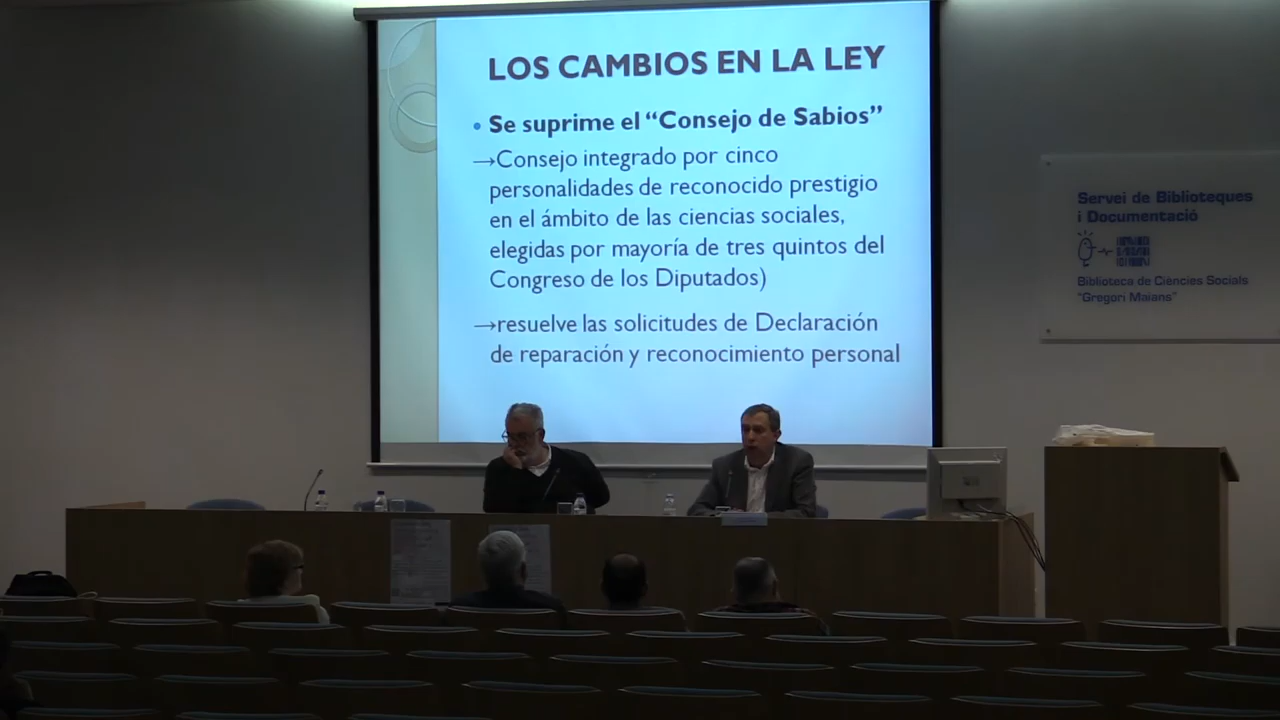 LOS CAMBIOS EN LA LEY
• Se suprime el “Consejo de Sabios”
→Consejo integrado por cinco
personalidades de reconocido prestigio
en el ámbito de las ciencias sociales,
elegidas por mayoría de tres quintos del
Congreso de los Diputados)
→resuelve las solicitudes de Declaración
de reparación y reconocimiento personal
Servei de Biblioteques
i Documentació
Biblioteca de Ciències Socials
"Gregori Maians"